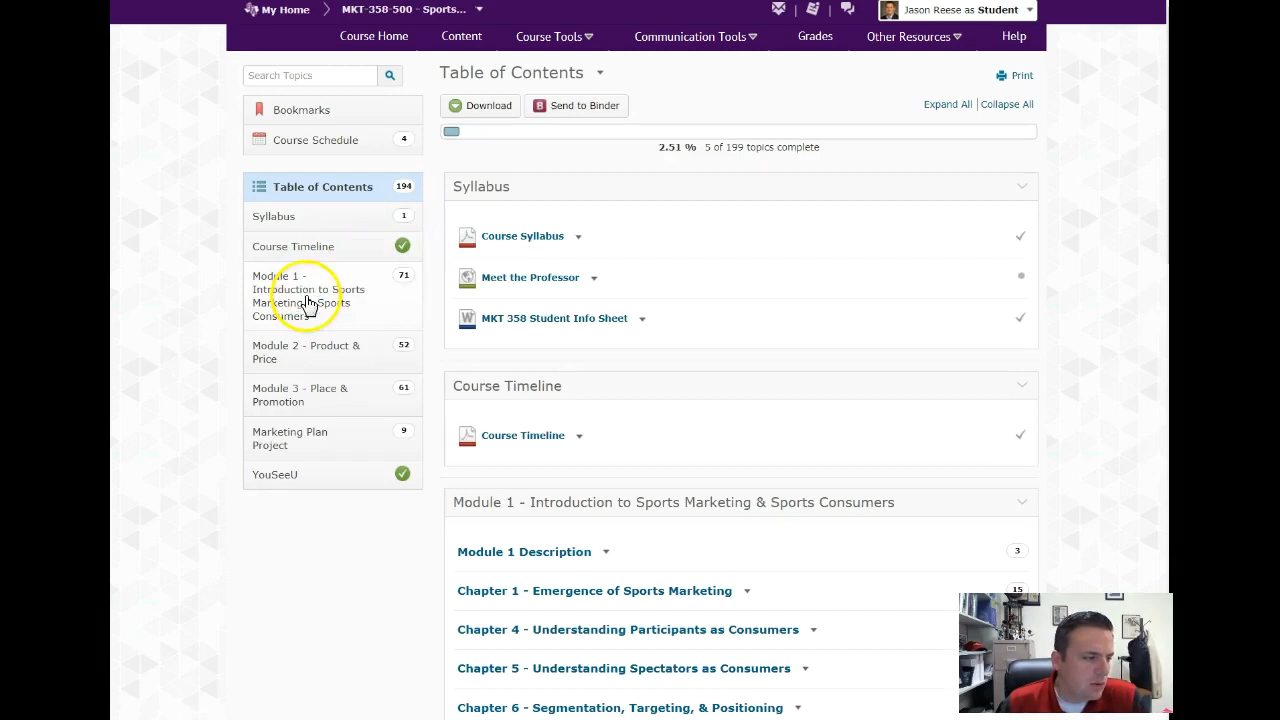 My Home
MKT-358-500 - Sports...
Jason Reese as Student
Course Home
Content
Course Tools
Communication Tools
Grades
Other Resources
Help
Search Topics
Bookmarks
Course Schedule
4
Table of Contents
194
Syllabus
1
Course Timeline
Module 1 -
71
Introduction to Sports
Marketing & Sports
Consumers
Module 2 - Product &
52
Price
Module 3 - Place &
61
Promotion
Marketing Plan
9
Project
YouSeeU
Table of Contents
Print
Download
Send to Binder
Expand All
Collapse All
2.51 % 5 of 199 topics complete
Syllabus
Course Syllabus
Meet the Professor
MKT 358 Student Info Sheet
Course Timeline
Course Timeline
Module 1 - Introduction to Sports Marketing & Sports Consumers
Module 1 Description
3
Chapter 1 - Emergence of Sports Marketing
15
Chapter 4 - Understanding Participants as Consumers
Chapter 5 - Understanding Spectators as Consumers
Chapter 6 - Segmentation, Targeting, & Positioning